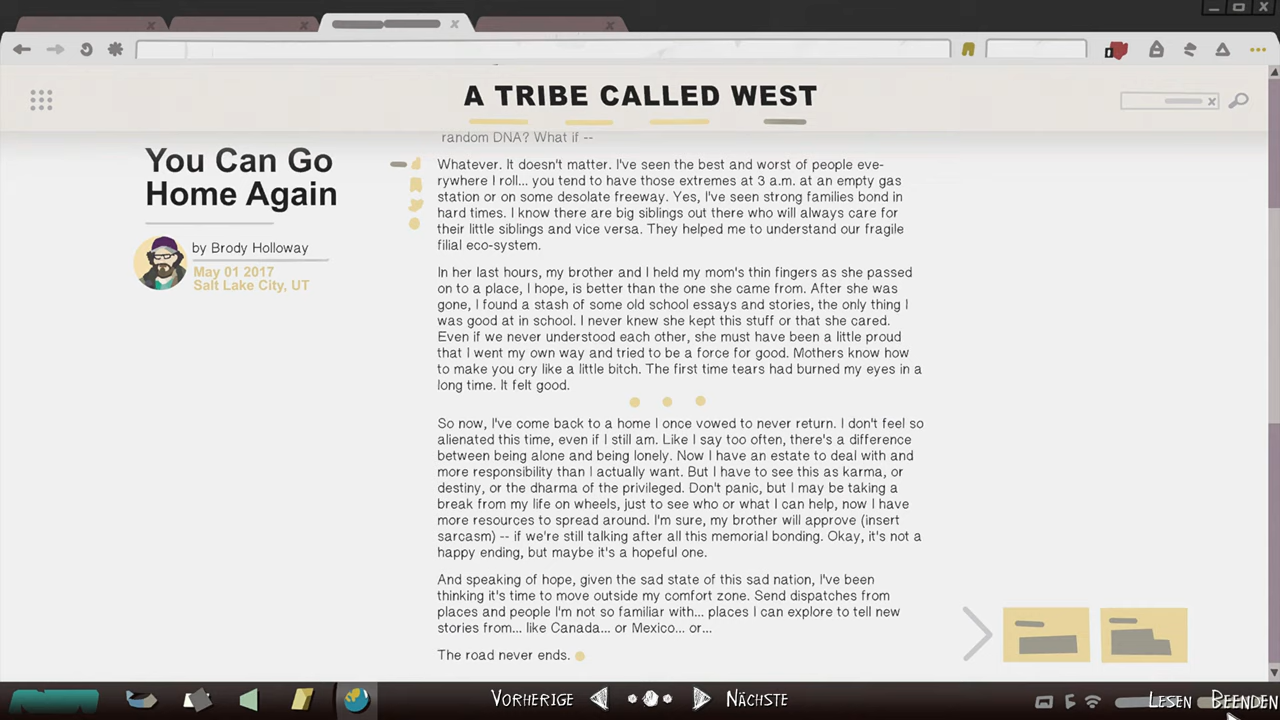 A TRIBE CALLED WEST
random DNA? What if --
You Can Go
Home Again
by Brody Holloway
May 01 2017
Salt Lake City, UT
Whatever. It doesn't matter. I've seen the best and worst of people eve-
rywhere I roll... you tend to have those extremes at 3 a.m. at an empty gas
station or on some desolate freeway. Yes, I've seen strong families bond in
hard times. I know there are big siblings out there who will always care for
their little siblings and vice versa. They helped me to understand our fragile
filial eco-system.
In her last hours, my brother and I held my mom's thin fingers as she passed
on to a place, I hope, is better than the one she came from. After she was
gone, I found a stash of some old school essays and stories, the only thing I
was good at in school. I never knew she kept this stuff or that she cared.
Even if we never understood each other, she must have been a little proud
that I went my own way and tried to be a force for good. Mothers know how
to make you cry like a little bitch. The first time tears had burned my eyes in a
long time. It felt good.
So now, I've come back to a home I once vowed to never return. I don't feel so
alienated this time, even if I still am. Like I say too often, there's a difference
between being alone and being lonely. Now I have an estate to deal with and
more responsibility than I actually want. But I have to see this as karma, or
destiny, or the dharma of the privileged. Don't panic, but I may be taking a
break from my life on wheels, just to see who or what I can help, now I have
more resources to spread around. I'm sure, my brother will approve (insert
sarcasm) -- if we're still talking after all this memorial bonding. Okay, it's not a
happy ending, but maybe it's a hopeful one.
And speaking of hope, given the sad state of this sad nation, I've been
thinking it's time to move outside my comfort zone. Send dispatches from
places and people I'm not so familiar with... places I can explore to tell new
stories from... like Canada... or Mexico... or...
The road never ends.
VORHERIGE NÄCHSTE LESEN BEENDEN